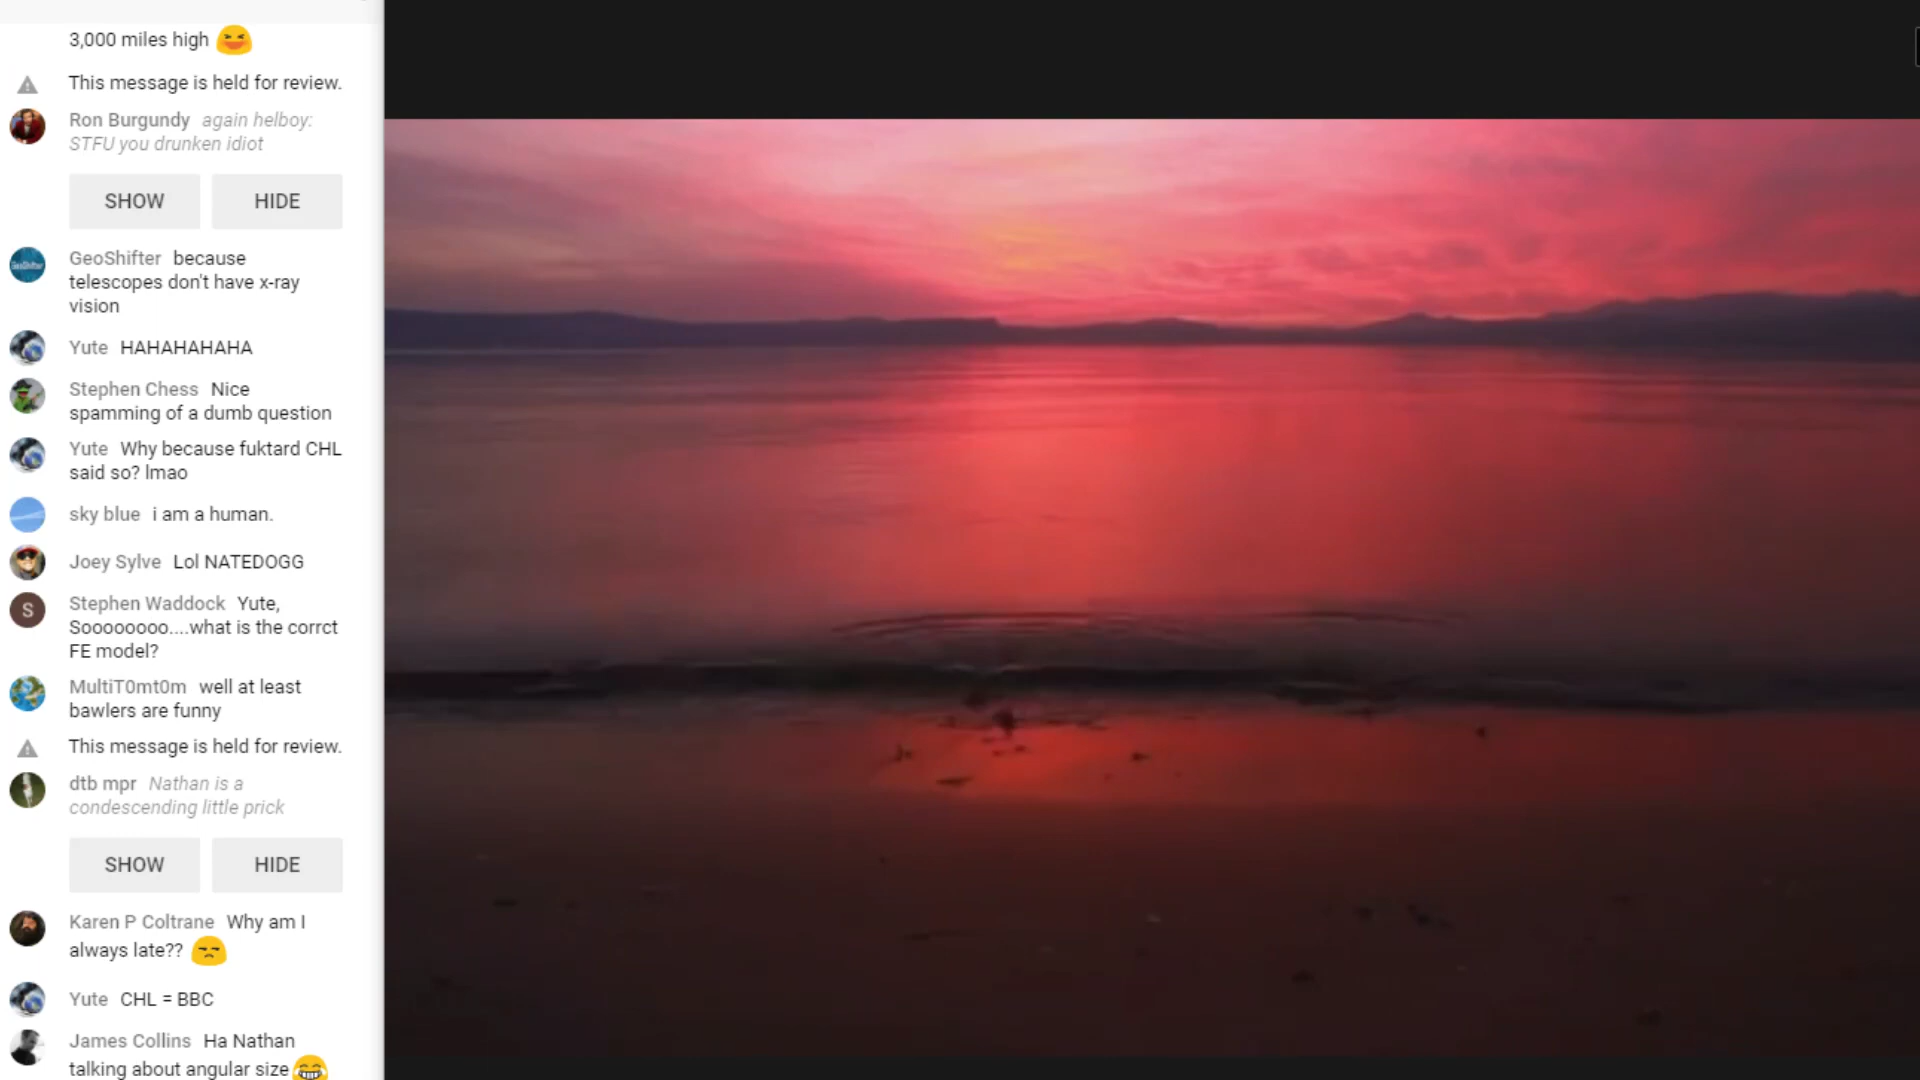 3,000 miles high
This message is held for review.
Ron Burgundy again helboy:
STFU you drunken idiot
SHOW HIDE
GeoShifter because
telescopes don't have x-ray
vision
Yute HAHAHAHAHA
Stephen Chess Nice
spamming of a dumb question
Yute Why because fuktard CHL
said so? lmao
sky blue i am a human.
Joey Sylve Lol NATEDOGG
S
Stephen Waddock Yute,
Soooooooo....what is the corrct
FE model?
MultiT0mt0m well at least
bawlers are funny
This message is held for review.
dtb mpr Nathan is a
condescending little prick
SHOW HIDE
Karen P Coltrane Why am I
always late??
Yute CHL = BBC
James Collins Ha Nathan
talking about angular size